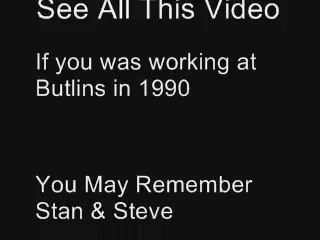 See All This Video
If you was working at
Butlins in 1990
You May Remember
Stan & Steve